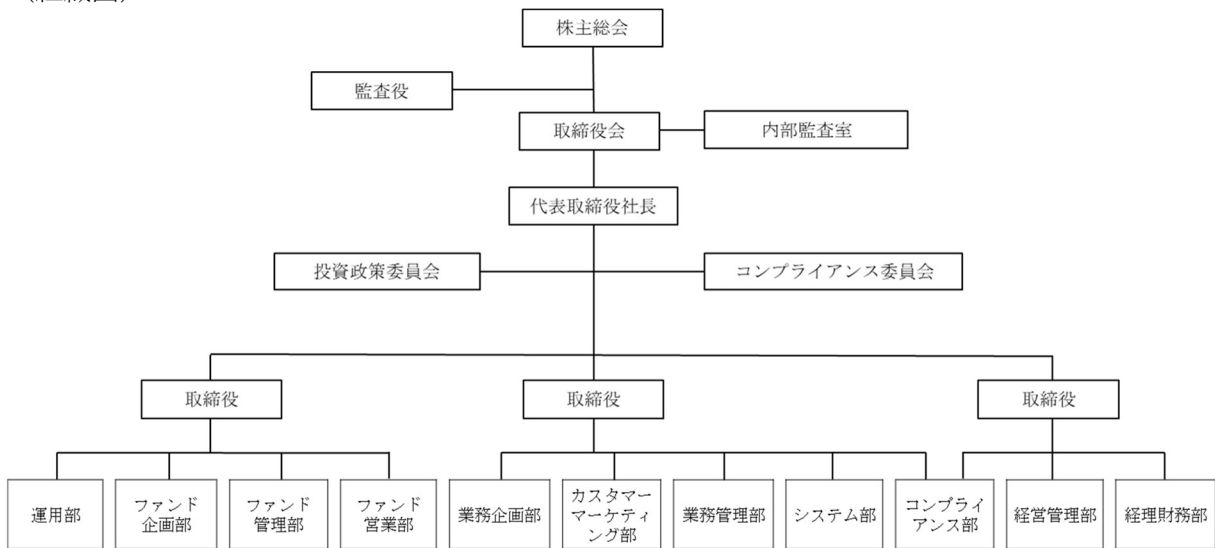 株主総会
監査役
取締役会
内部監査室
代表取締役社長
投資政策委員会
コンプライアンス委員会
取締役
取締役
取締役
運用部
ファンド
企画部
ファンド
管理部
ファンド
営業部
業務企画部
カスタマー
マーケティ
ング部
業務管理部
システム部
コンプライ
アンス部
経営管理部
経理財務部